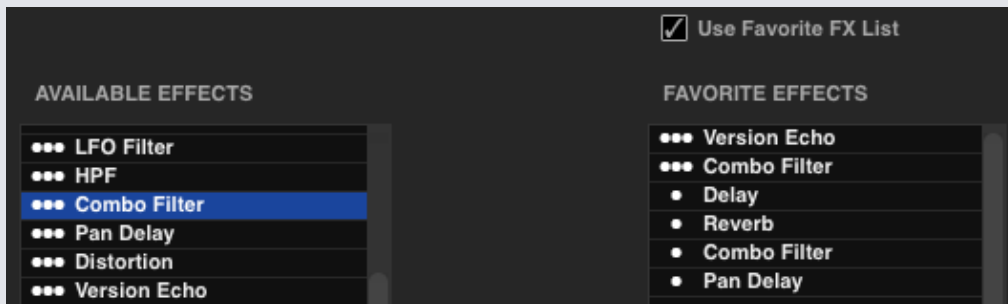 Use Favorite FX List
AVAILABLE EFFECTS
LFO Filter
HPF
Combo Filter
Pan Delay
Distortion
Version Echo
FAVORITE EFFECTS
Version Echo
Combo Filter
Delay
Reverb
Combo Filter
Pan Delay